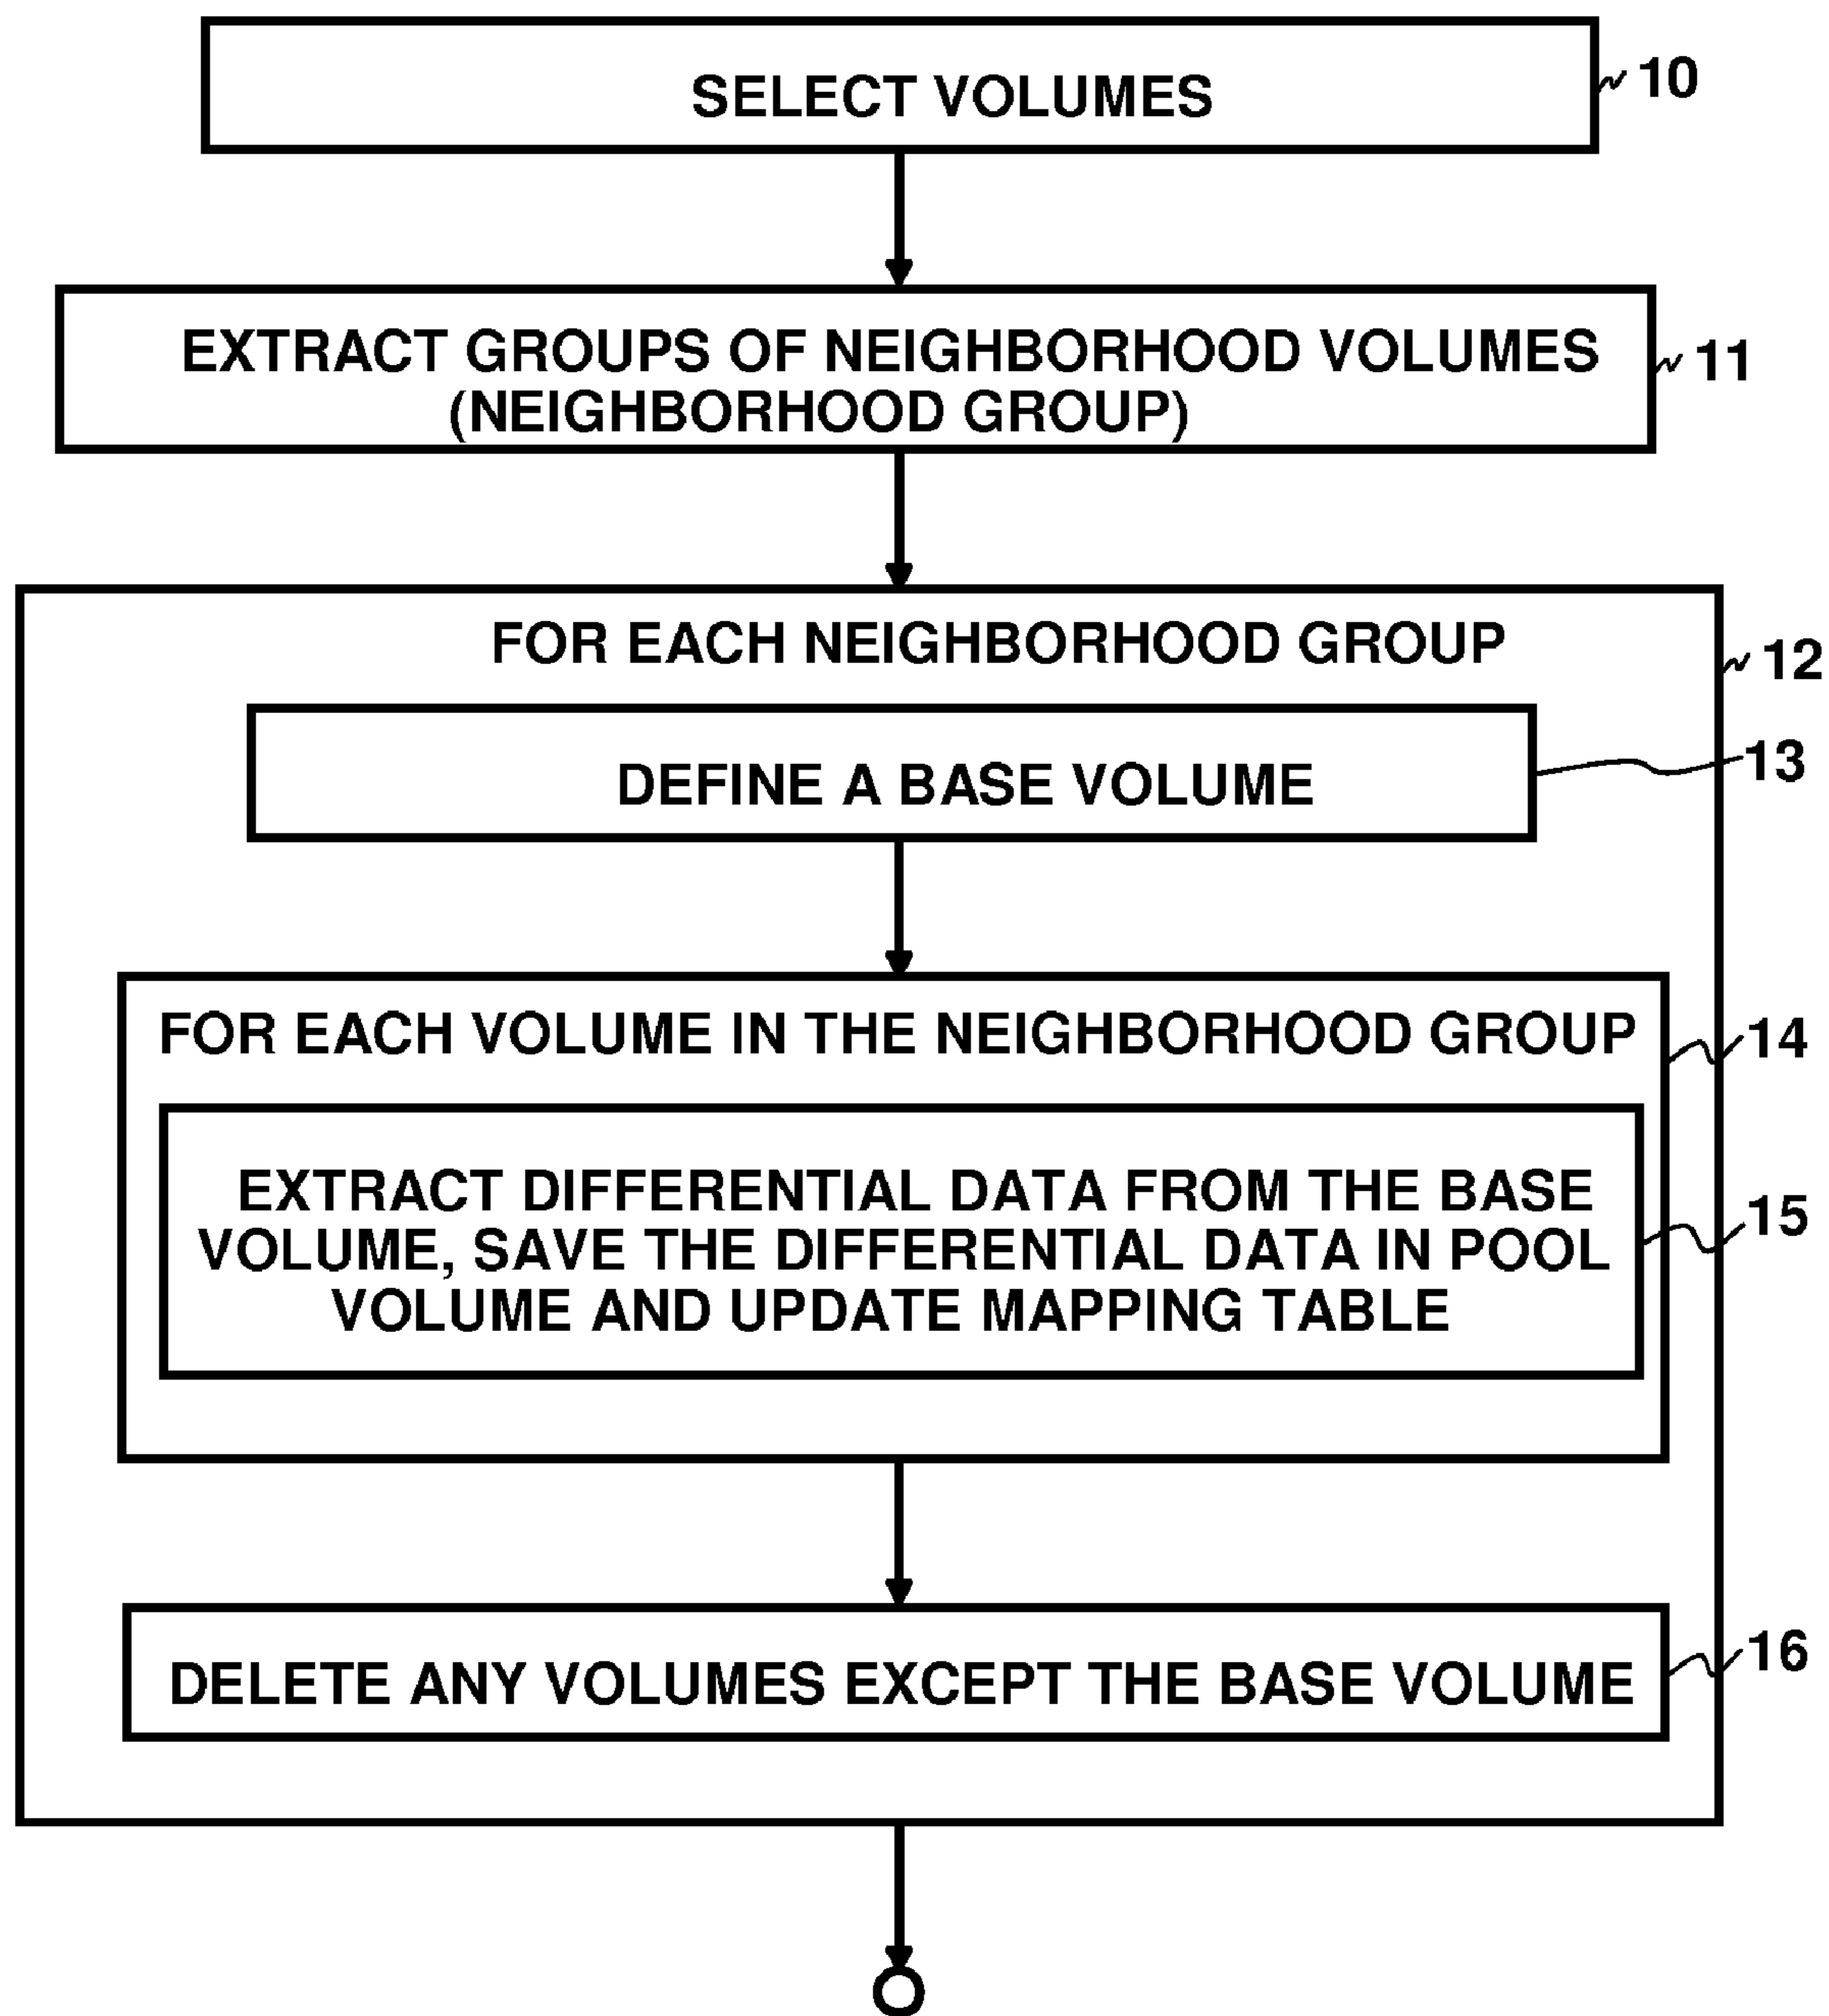 SELECT VOLUMES
10
EXTRACT GROUPS OF NEIGHBORHOOD VOLUMES
(NEIGHBORHOOD GROUP)
11
FOR EACH NEIGHBORHOOD GROUP
12
DEFINE A BASE VOLUME
13
FOR EACH VOLUME IN THE NEIGHBORHOOD GROUP
14
EXTRACT DIFFERENTIAL DATA FROM THE BASE
VOLUME, SAVE THE DIFFERENTIAL DATA IN POOL
VOLUME AND UPDATE MAPPING TABLE
15
DELETE ANY VOLUMES EXCEPT THE BASE VOLUME
16